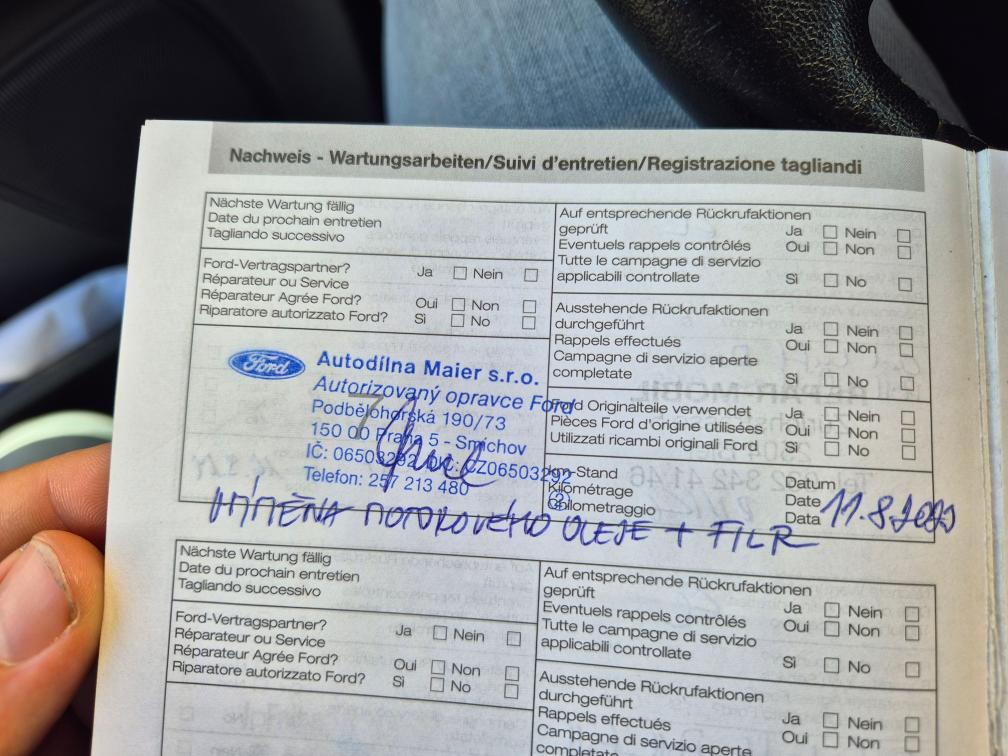 Nachweis - Wartungsarbeiten/Suivi d'entretien/Registrazione tagliandi
Nächste Wartung fällig
Date du prochain entretien
Tagliando successivo
Ford-Vertragspartner?
Réparateur ou Service
Réparateur Agrée Ford?
Riparatore autorizzato Ford?
Ja Nein
Oui Non
Sì No
Auf entsprechende Rückrufaktionen
geprüft
Ja Nein
Eventuels rappels contrôlés
Oui Non
Tutte le campagne di servizio
applicabili controllate
Sì No
Ausstehende Rückrufaktionen
durchgeführt
Ja Nein
Rappels effectués
Oui Non
Campagne di servizio aperte
completate
Sì No
Ford Originalteile verwendet
Ja Nein
Pièces Ford d'origine utilisées
Oui Non
Utilizzati ricambi originali Ford
Sì No
Ford
Autodílna Maier s.r.o.
Autorizovaný opravce Ford
Podbělohorská 190/73
150 00 Praha 5 - Smíchov
IČ: 06503292 DIČ: CZ06503292
Telefon: 257 213 480
(3)
km-Stand
Kilométrage
Chilometraggio
Datum
Date
Data
11.8.2020
VÝMĚNA MOTOROVÉHO OLEJE + FILR
Nächste Wartung fällig
Date du prochain entretien
Tagliando successivo
Ford-Vertragspartner?
Réparateur ou Service
Réparateur Agrée Ford?
Riparatore autorizzato Ford?
Ja Nein
Oui Non
Sì No
Auf entsprechende Rückrufaktionen
geprüft
Ja Nein
Eventuels rappels contrôlés
Oui Non
Tutte le campagne di servizio
applicabili controllate
Sì No
Ausstehende Rückrufaktionen
durchgeführt
Ja Nein
Rappels effectués
Oui Non
Campagne di servizio aperte
completate